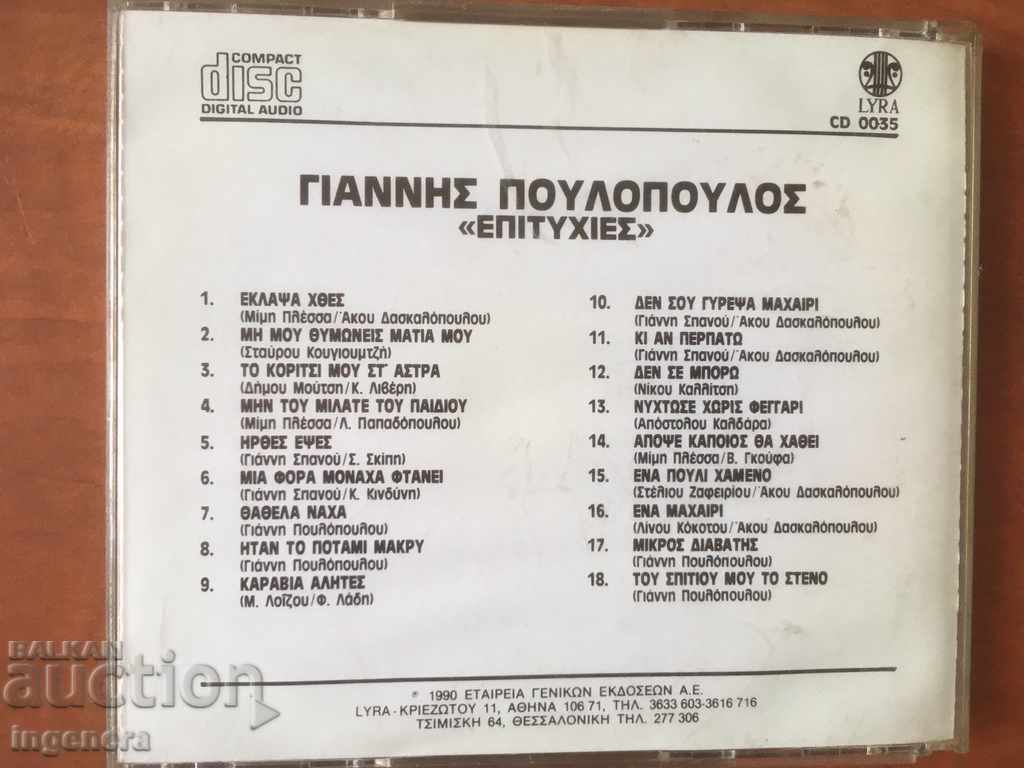 COMPACT
disc
DIGITAL AUDIO
LYRA
CD 0035
ΓΙΑΝΝΗΣ ΠΟΥΛΟΠΟΥΛΟΣ
«ΕΠΙΤΥΧΙΕΣ»
1. ΕΚΛΑΨΑ ΧΘΕΣ
(Μίμη Πλέσσα/Άκου Δασκαλόπουλου)
2. ΜΗ ΜΟΥ ΘΥΜΩΝΕΙΣ ΜΑΤΙΑ ΜΟΥ
(Σταύρου Κουγιουμτζή)
3. ΤΟ ΚΟΡΙΤΣΙ ΜΟΥ ΣΤ' ΑΣΤΡΑ
(Δήμου Μούτση/Κ. Λιβέρη)
4. ΜΗΝ ΤΟΥ ΜΙΛΑΤΕ ΤΟΥ ΠΑΙΔΙΟΥ
(Μίμη Πλέσσα/Λ. Παπαδόπουλου)
5. ΗΡΘΕΣ ΕΨΕΣ
(Γιάννη Σπανού/Σ. Σκίπη)
6. ΜΙΑ ΦΟΡΑ ΜΟΝΑΧΑ ΦΤΑΝΕΙ
(Γιάννη Σπανού/Κ. Κινδύνη)
7. ΘΑΘΕΛΑ ΝΑΧΑ
(Γιάννη Πουλόπουλου)
8. ΗΤΑΝ ΤΟ ΠΟΤΑΜΙ ΜΑΚΡΥ
(Γιάννη Πουλόπουλου)
9. ΚΑΡΑΒΙΑ ΑΛΗΤΕΣ
(Μ. Λοΐζου/Φ. Λάδη)
10. ΔΕΝ ΣΟΥ ΓΥΡΕΨΑ ΜΑΧΑΙΡΙ
(Γιάννη Σπανού/Άκου Δασκαλόπουλου)
11. ΚΙ ΑΝ ΠΕΡΠΑΤΩ
(Γιάννη Σπανού/Άκου Δασκαλόπουλου)
12. ΔΕΝ ΣΕ ΜΠΟΡΩ
(Νίκου Καλλίτση)
13. ΝΥΧΤΩΣΕ ΧΩΡΙΣ ΦΕΓΓΑΡΙ
(Απόστολου Καλδάρα)
14. ΑΠΟΨΕ ΚΑΠΟΙΟΣ ΘΑ ΧΑΘΕΙ
(Μίμη Πλέσσα/Β. Γκούφα)
15. ΕΝΑ ΠΟΥΛΙ ΧΑΜΕΝΟ
(Στέλιου Ζαφειρίου/Άκου Δασκαλόπουλου)
16. ΕΝΑ ΜΑΧΑΙΡΙ
(Λίνου Κόκοτου/Άκου Δασκαλόπουλου)
17. ΜΙΚΡΟΣ ΔΙΑΒΑΤΗΣ
(Γιάννη Πουλόπουλου)
18. ΤΟΥ ΣΠΙΤΙΟΥ ΜΟΥ ΤΟ ΣΤΕΝΟ
(Γιάννη Πουλόπουλου)
℗ 1990 ΕΤΑΙΡΕΙΑ ΓΕΝΙΚΩΝ ΕΚΔΟΣΕΩΝ Α.Ε.
LYRA - ΚΡΙΕΖΩΤΟΥ 11, ΑΘΗΝΑ 106 71, ΤΗΛ. 3633 603-3616 716
ΤΣΙΜΙΣΚΗ 64, ΘΕΣΣΑΛΟΝΙΚΗ ΤΗΛ. 277 306
BALKAN
auction
ingenera